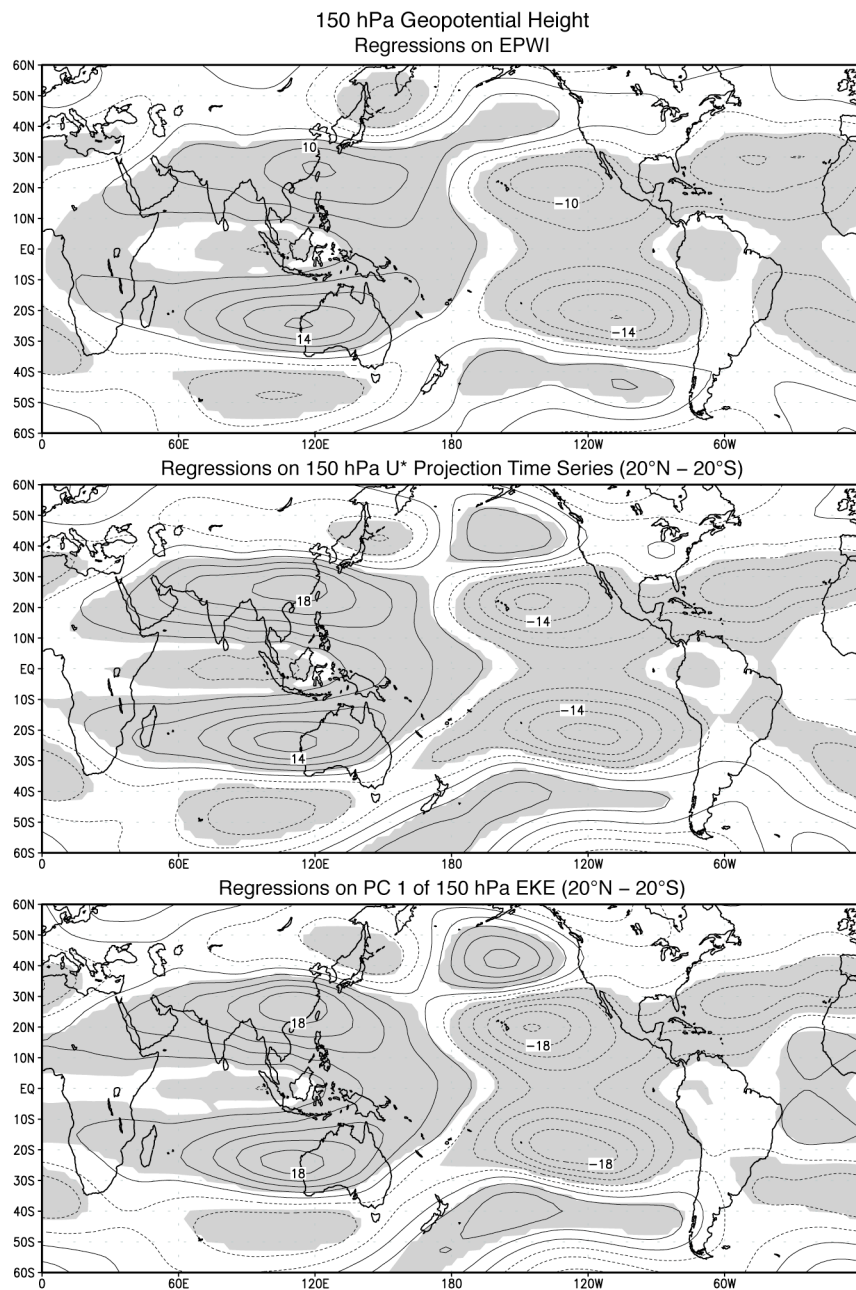 150 hPa Geopotential Height
Regressions on EPWI
60N
50N
40N
30N
20N
10N
EQ
10S
20S
30S
40S
50S
60S
10
-10
14
-14
0 60E 120E 180 120W 60W
Regressions on 150 hPa U* Projection Time Series (20°N – 20°S)
60N
50N
40N
30N
20N
10N
EQ
10S
20S
30S
40S
50S
60S
18
-14
-14
14
0 60E 120E 180 120W 60W
Regressions on PC 1 of 150 hPa EKE (20°N – 20°S)
60N
50N
40N
30N
20N
10N
EQ
10S
20S
30S
40S
50S
60S
18
-18
18
-18
0 60E 120E 180 120W 60W